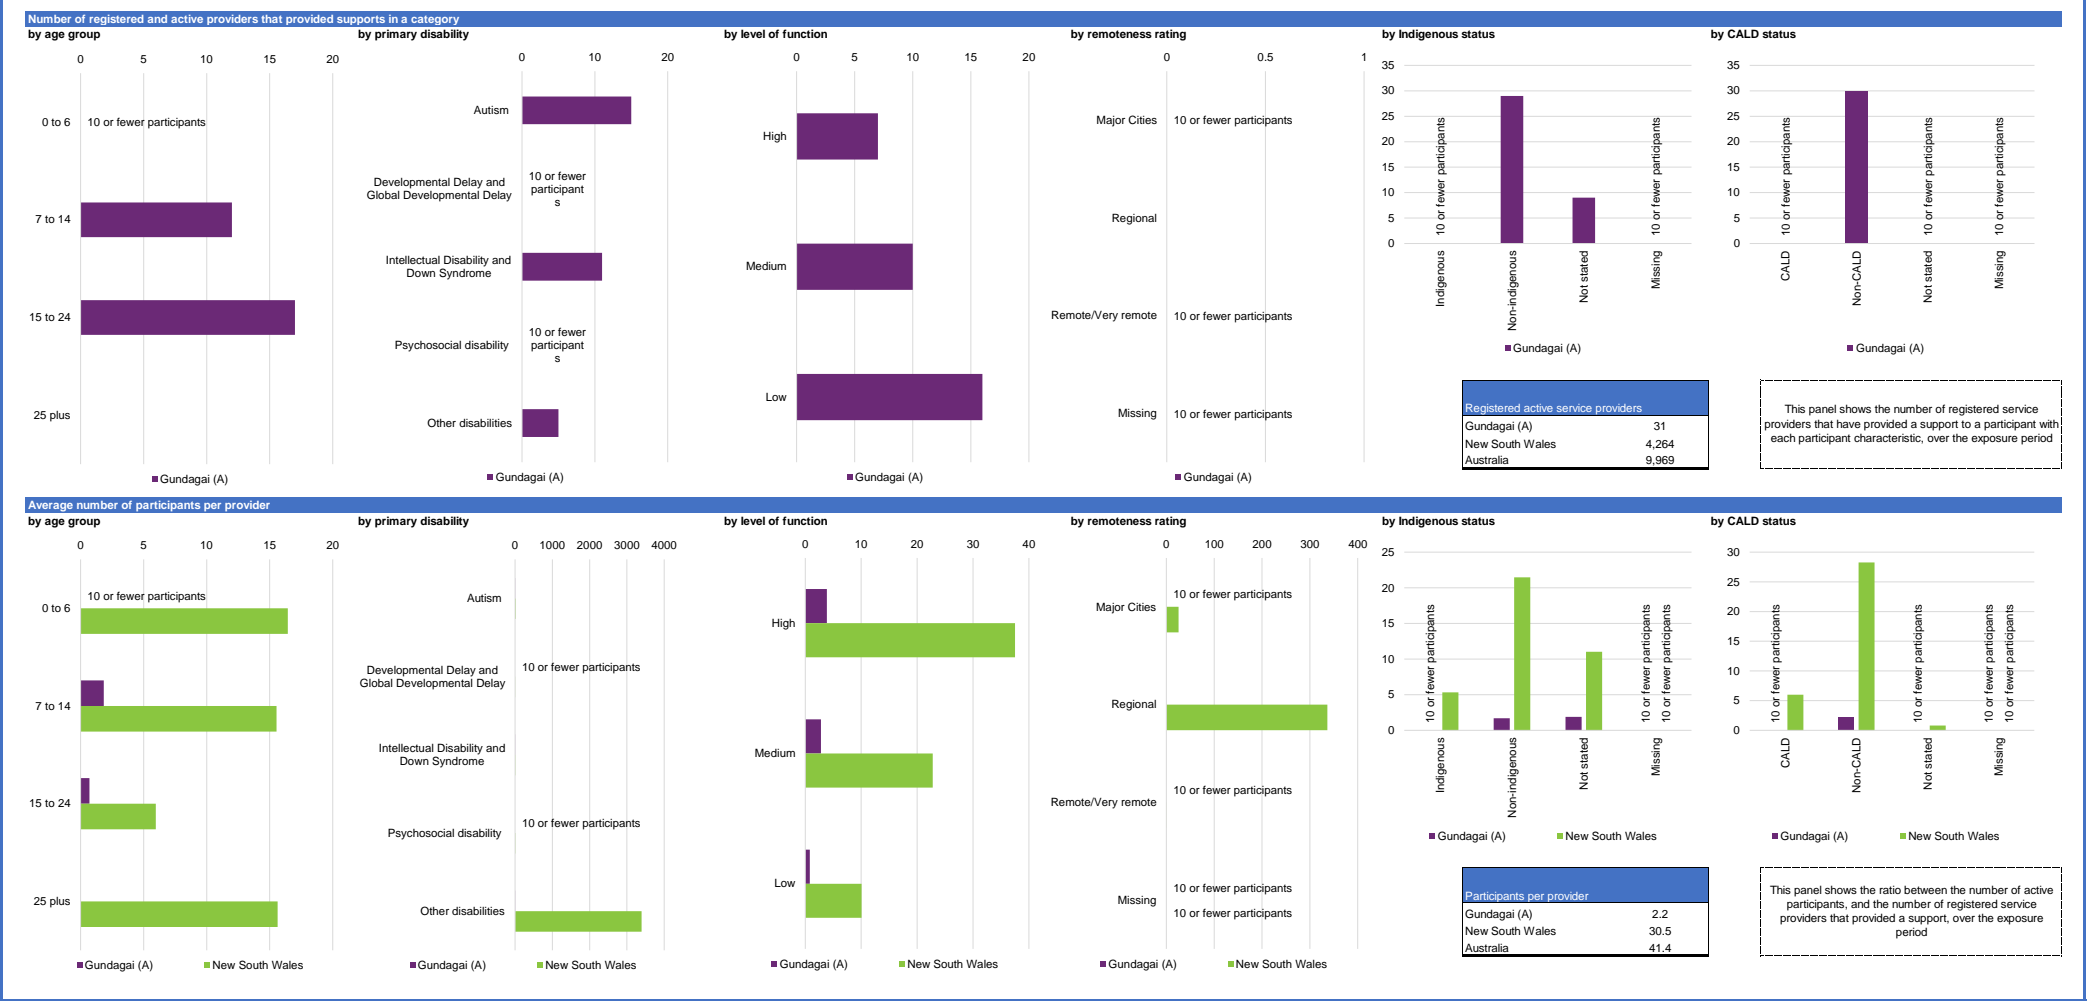 Number of registered and active providers that provided supports in a category
by age group
0 5 10 15 20
0 to 6
10 or fewer participants
7 to 14
15 to 24
25 plus
Gundagai (A)
by primary disability
0 10 20
Autism
Developmental Delay and
Global Developmental Delay
10 or fewer
participant
s
Intellectual Disability and
Down Syndrome
Psychosocial disability
10 or fewer
participant
s
Other disabilities
Gundagai (A)
by level of function
0 5 10 15 20
High
Medium
Low
Gundagai (A)
by remoteness rating
0 0.5 1
Major Cities
10 or fewer participants
Regional
Remote/Very remote
10 or fewer participants
Missing
10 or fewer participants
Gundagai (A)
by Indigenous status
35
30
25
20
15
10
5
0
10 or fewer participants
10 or fewer participants
Indigenous
Non-indigenous
Not stated
Missing
Gundagai (A)
by CALD status
35
30
25
20
15
10
5
0
10 or fewer participants
10 or fewer participants
10 or fewer participants
CALD
Non-CALD
Not stated
Missing
Gundagai (A)
Registered active service providers
Gundagai (A) 31
New South Wales 4,264
Australia 9,969
This panel shows the number of registered service
providers that have provided a support to a participant with
each participant characteristic, over the exposure period
Average number of participants per provider
by age group
0 5 10 15 20
0 to 6
10 or fewer participants
7 to 14
15 to 24
25 plus
Gundagai (A) New South Wales
by primary disability
0 1000 2000 3000 4000
Autism
Developmental Delay and
Global Developmental Delay
10 or fewer participants
Intellectual Disability and
Down Syndrome
Psychosocial disability
10 or fewer participants
Other disabilities
Gundagai (A) New South Wales
by level of function
0 10 20 30 40
High
Medium
Low
Gundagai (A) New South Wales
by remoteness rating
0 100 200 300 400
Major Cities
10 or fewer participants
Regional
Remote/Very remote
10 or fewer participants
Missing
10 or fewer participants
10 or fewer participants
Gundagai (A) New South Wales
by Indigenous status
25
20
15
10
5
0
10 or fewer participants
10 or fewer participants
10 or fewer participants
Indigenous
Non-indigenous
Not stated
Missing
Gundagai (A) New South Wales
by CALD status
30
25
20
15
10
5
0
10 or fewer participants
10 or fewer participants
10 or fewer participants
10 or fewer participants
CALD
Non-CALD
Not stated
Missing
Gundagai (A) New South Wales
Participants per provider
Gundagai (A) 2.2
New South Wales 30.5
Australia 41.4
This panel shows the ratio between the number of active
participants, and the number of registered service
providers that provided a support, over the exposure
period